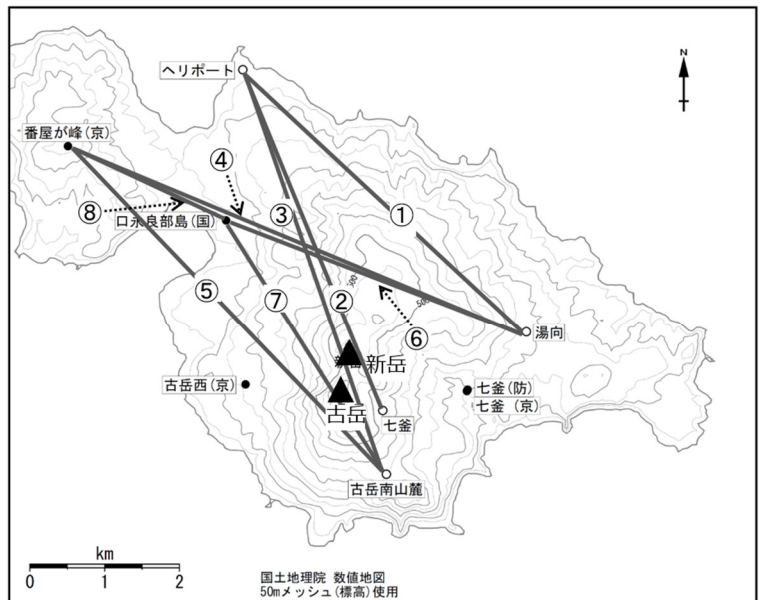 N
ヘリポート
番屋が峰(京)
④
③
①
⑧
口永良部島(国)
⑤
⑦
②
500
500
⑥
湯向
新岳
古岳西(京)
七釜(防)
七釜 (京)
古岳
七釜
古岳南山麓
km
0 1 2
国土地理院 数値地図
50mメッシュ(標高)使用